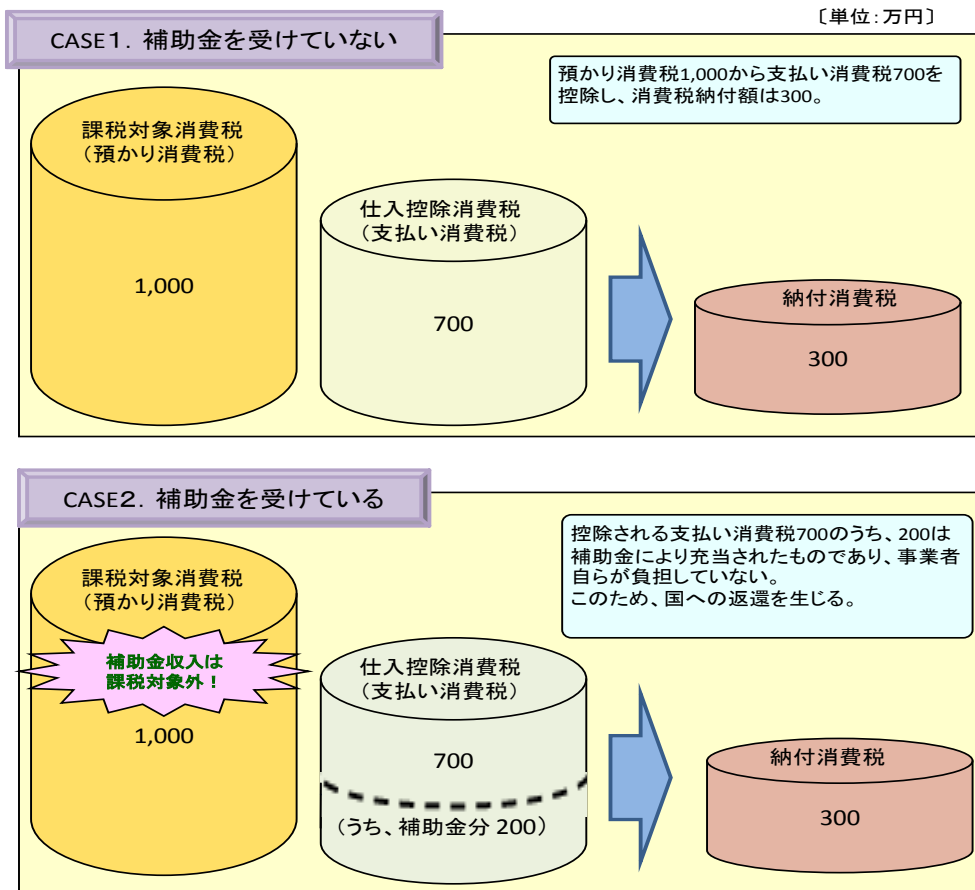 〔単位:万円〕
CASE1. 補助金を受けていない
預かり消費税1,000から支払い消費税700を
控除し、消費税納付額は300。
課税対象消費税
(預かり消費税)
1,000
仕入控除消費税
(支払い消費税)
700
納付消費税
300
CASE2. 補助金を受けている
控除される支払い消費税700のうち、200は
補助金により充当されたものであり、事業者
自らが負担していない。
このため、国への返還を生じる。
課税対象消費税
(預かり消費税)
補助金収入は
課税対象外!
1,000
仕入控除消費税
(支払い消費税)
700
(うち、補助金分 200)
納付消費税
300